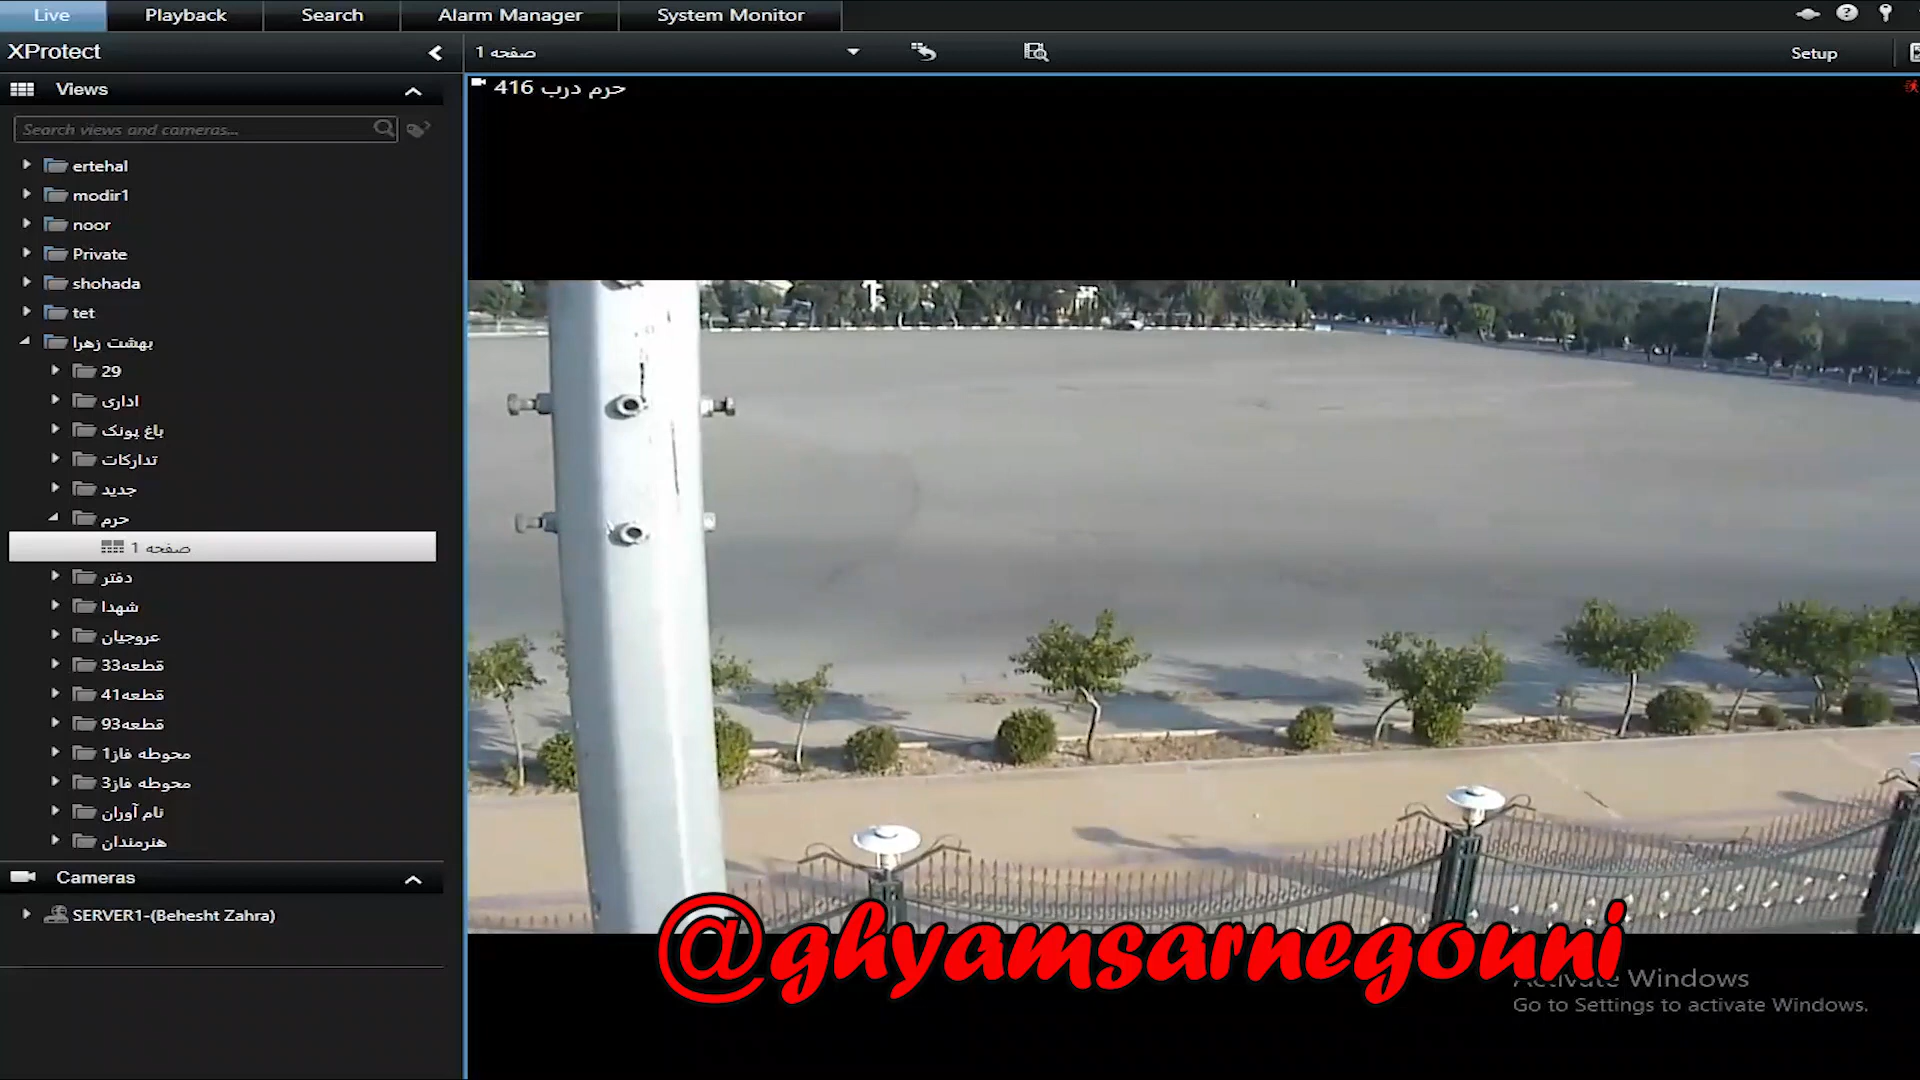 Live
Playback
Search
Alarm Manager
System Monitor
XProtect
صفحه 1
Setup
Views
Search views and cameras...
ertehal
modir1
noor
Private
shohada
tet
بهشت زهرا
29
اداری
باغ پونک
تدارکات
جدید
حرم
صفحه 1
دفتر
شهدا
عروجیان
قطعه33
قطعه41
قطعه93
محوطه فاز1
محوطه فاز3
نام آوران
هنرمندان
Cameras
SERVER1-(Behesht Zahra)
حرم درب 416
@ghyamsarnegouni
Activate Windows
Go to Settings to activate Windows.